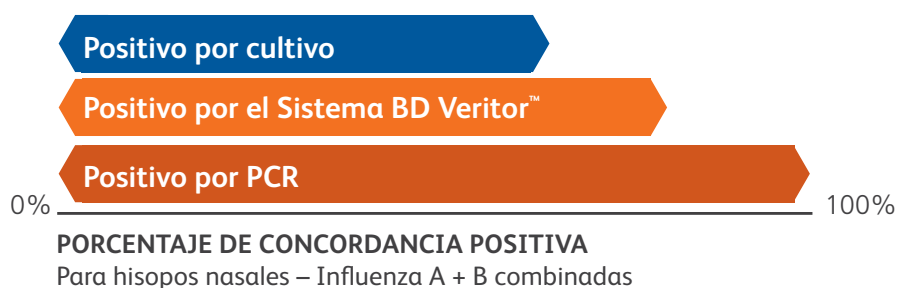 Positivo por cultivo
Positivo por el Sistema BD Veritor™
Positivo por PCR
0% 100%
PORCENTAJE DE CONCORDANCIA POSITIVA
Para hisopos nasales – Influenza A + B combinadas